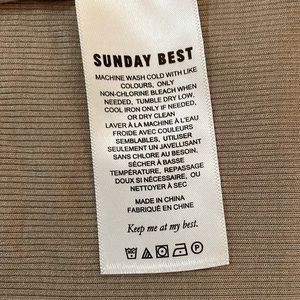 SUNDAY BEST
MACHINE WASH COLD WITH LIKE
COLOURS, ONLY
NON-CHLORINE BLEACH WHEN
NEEDED, TUMBLE DRY LOW,
COOL IRON ONLY IF NEEDED,
OR DRY CLEAN
LAVER À LA MACHINE À L'EAU
FROIDE AVEC COULEURS
SEMBLABLES, UTILISER
SEULEMENT UN JAVELLISANT
SANS CHLORE AU BESOIN,
SÉCHER À BASSE
TEMPÉRATURE, REPASSAGE
DOUX SI NÉCESSAIRE, OU
NETTOYER À SEC
MADE IN CHINA
FABRIQUÉ EN CHINE
Keep me at my best.